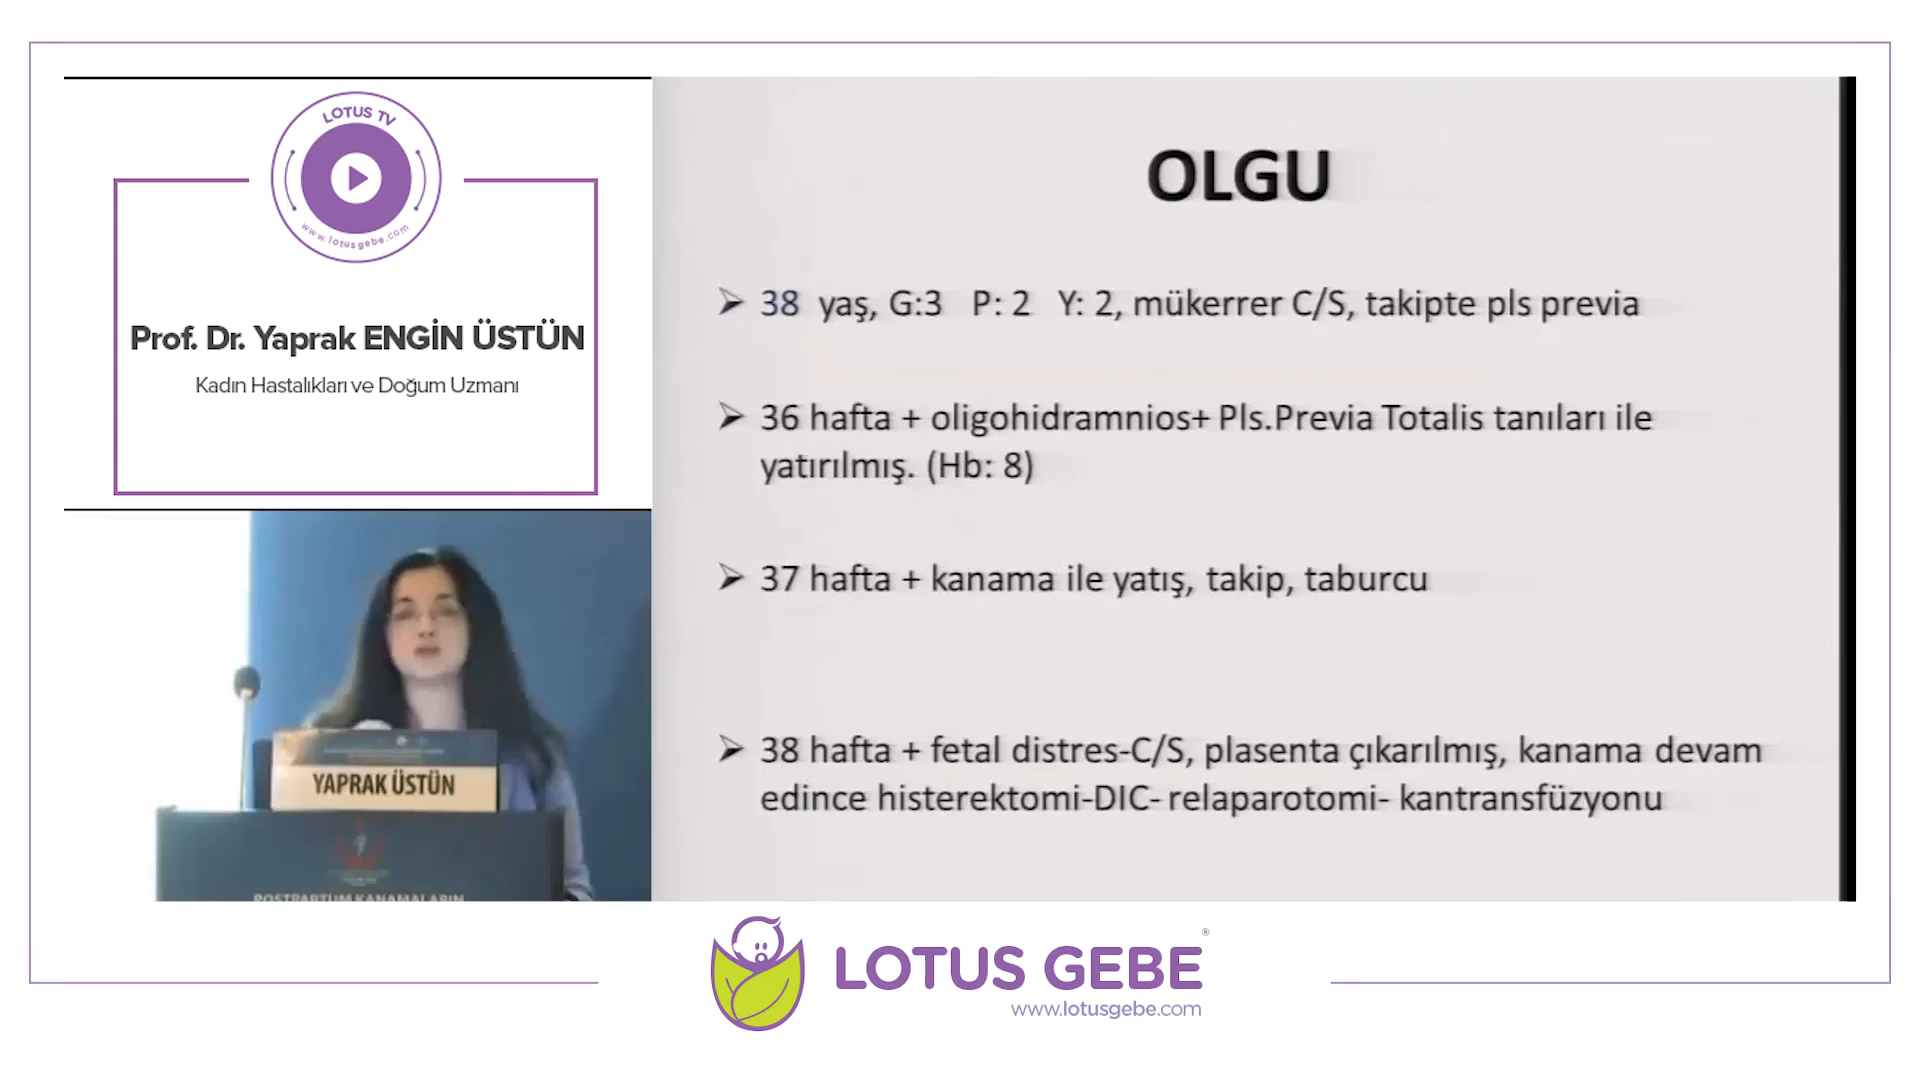 LOTUS TV
www.lotusgebe.com
Prof. Dr. Yaprak ENGİN ÜSTÜN
Kadın Hastalıkları ve Doğum Uzmanı
OLGU
38 yaş, G:3 P: 2 Y: 2, mükerrer C/S, takipte pls previa
36 hafta + oligohidramnios+ Pls.Previa Totalis tanıları ile
yatırılmış. (Hb: 8)
37 hafta + kanama ile yatış, takip, taburcu
38 hafta + fetal distres-C/S, plasenta çıkarılmış, kanama devam
edince histerektomi-DIC- relaparotomi- kantransfüzyonu
YAPRAK ÜSTÜN
POSTPARTUM KANAMALARIN
LOTUS GEBE®
www.lotusgebe.com